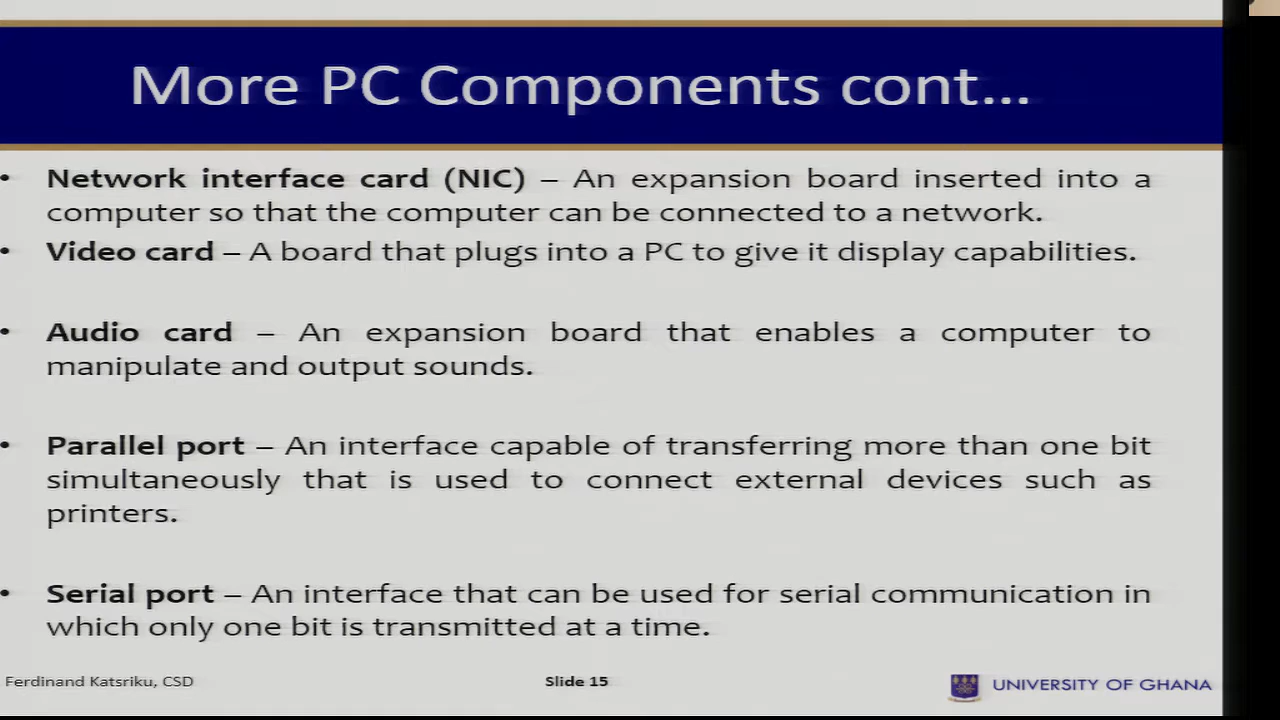 More PC Components cont...
• Network interface card (NIC) – An expansion board inserted into a
computer so that the computer can be connected to a network.
• Video card – A board that plugs into a PC to give it display capabilities.
• Audio card – An expansion board that enables a computer to
manipulate and output sounds.
• Parallel port – An interface capable of transferring more than one bit
simultaneously that is used to connect external devices such as
printers.
• Serial port – An interface that can be used for serial communication in
which only one bit is transmitted at a time.
Ferdinand Katsriku, CSD
Slide 15
UNIVERSITY OF GHANA